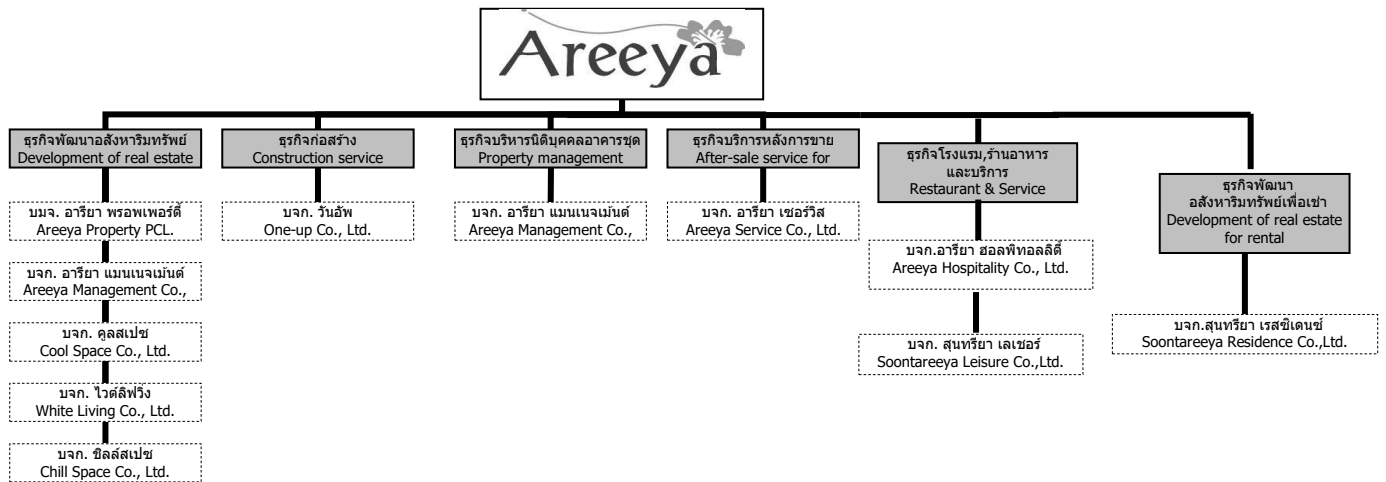 Areeya
ธุรกิจพัฒนาอสังหาริมทรัพย์
Development of real estate
บมจ. อารียา พรอพเพอร์ตี้
Areeya Property PCL.
บจก. อารียา แมนเนจเม้นต์
Areeya Management Co.,
บจก. คูลสเปซ
Cool Space Co., Ltd.
บจก. ไวต์ลิฟวิ่ง
White Living Co., Ltd.
บจก. ชิลล์สเปซ
Chill Space Co., Ltd.
ธุรกิจก่อสร้าง
Construction service
บจก. วันอัพ
One-up Co., Ltd.
ธุรกิจบริหารนิติบุคคลอาคารชุด
Property management
บจก. อารียา แมนเนจเม้นต์
Areeya Management Co.,
ธุรกิจบริการหลังการขาย
After-sale service for
บจก. อารียา เซอร์วิส
Areeya Service Co., Ltd.
ธุรกิจโรงแรม,ร้านอาหาร
และบริการ
Restaurant & Service
บจก.อารียา ฮอลพิทอลลิตี้
Areeya Hospitality Co., Ltd.
บจก. สุนทรียา เลเชอร์
Soontareeya Leisure Co.,Ltd.
ธุรกิจพัฒนา
อสังหาริมทรัพย์เพื่อเช่า
Development of real estate
for rental
บจก.สุนทรียา เรสซิเดนซ์
Soontareeya Residence Co.,Ltd.